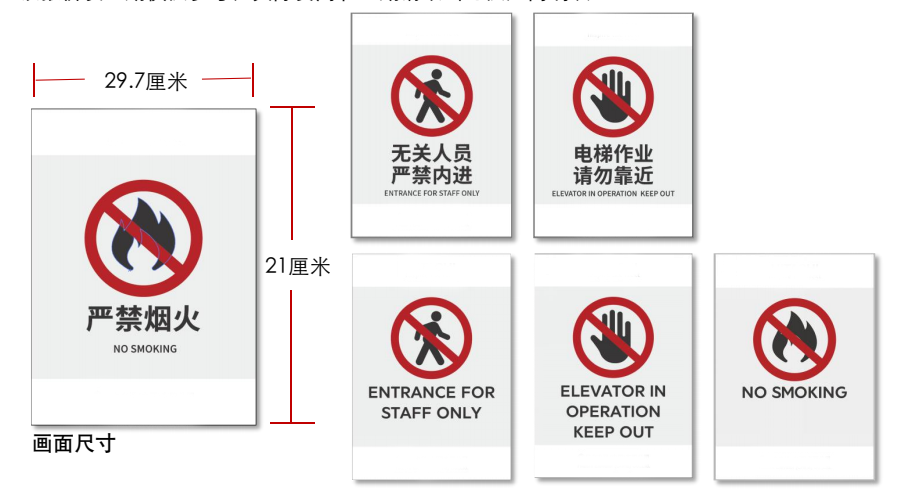 29.7厘米
严禁烟火
NO SMOKING
21厘米
画面尺寸
无关人员
严禁内进
ENTRANCE FOR STAFF ONLY
电梯作业
请勿靠近
ELEVATOR IN OPERATION KEEP OUT
ENTRANCE FOR
STAFF ONLY
ELEVATOR IN
OPERATION
KEEP OUT
NO SMOKING